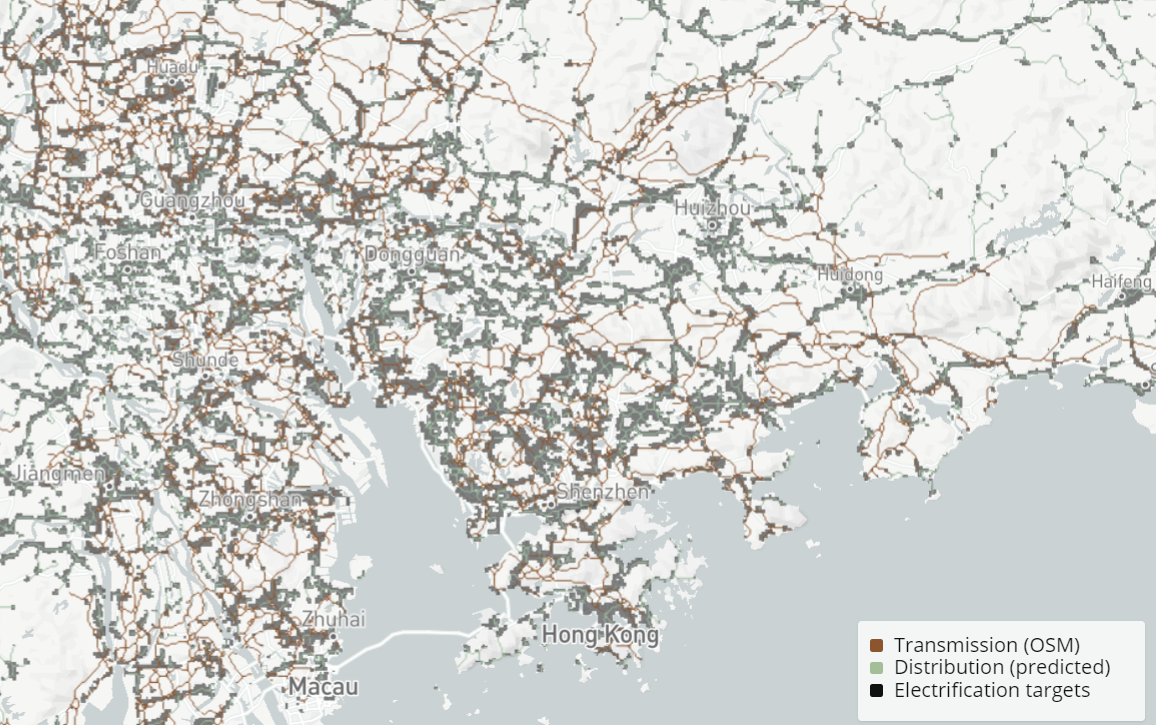 Huadu
Guangzhou
Huizhou
Foshan
Dongguan
Huidong
Haifeng
Shunde
Jiangmen
Zhongshan
Shenzhen
Zhuhai
Hong Kong
Macau
Transmission (OSM)
Distribution (predicted)
Electrification targets